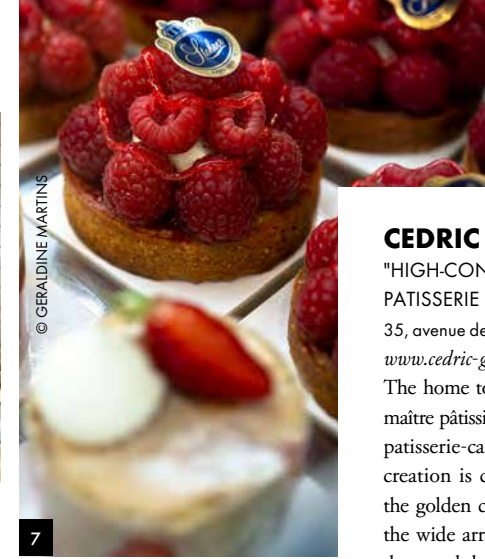 © GERALDINE MARTINS
7
CEDRIC
"HIGH-CON
PATISSERIE
35, avenue de
www.cedric-g
The home to
maître pâtissi
patisserie-ca
creation is c
the golden c
the wide arr